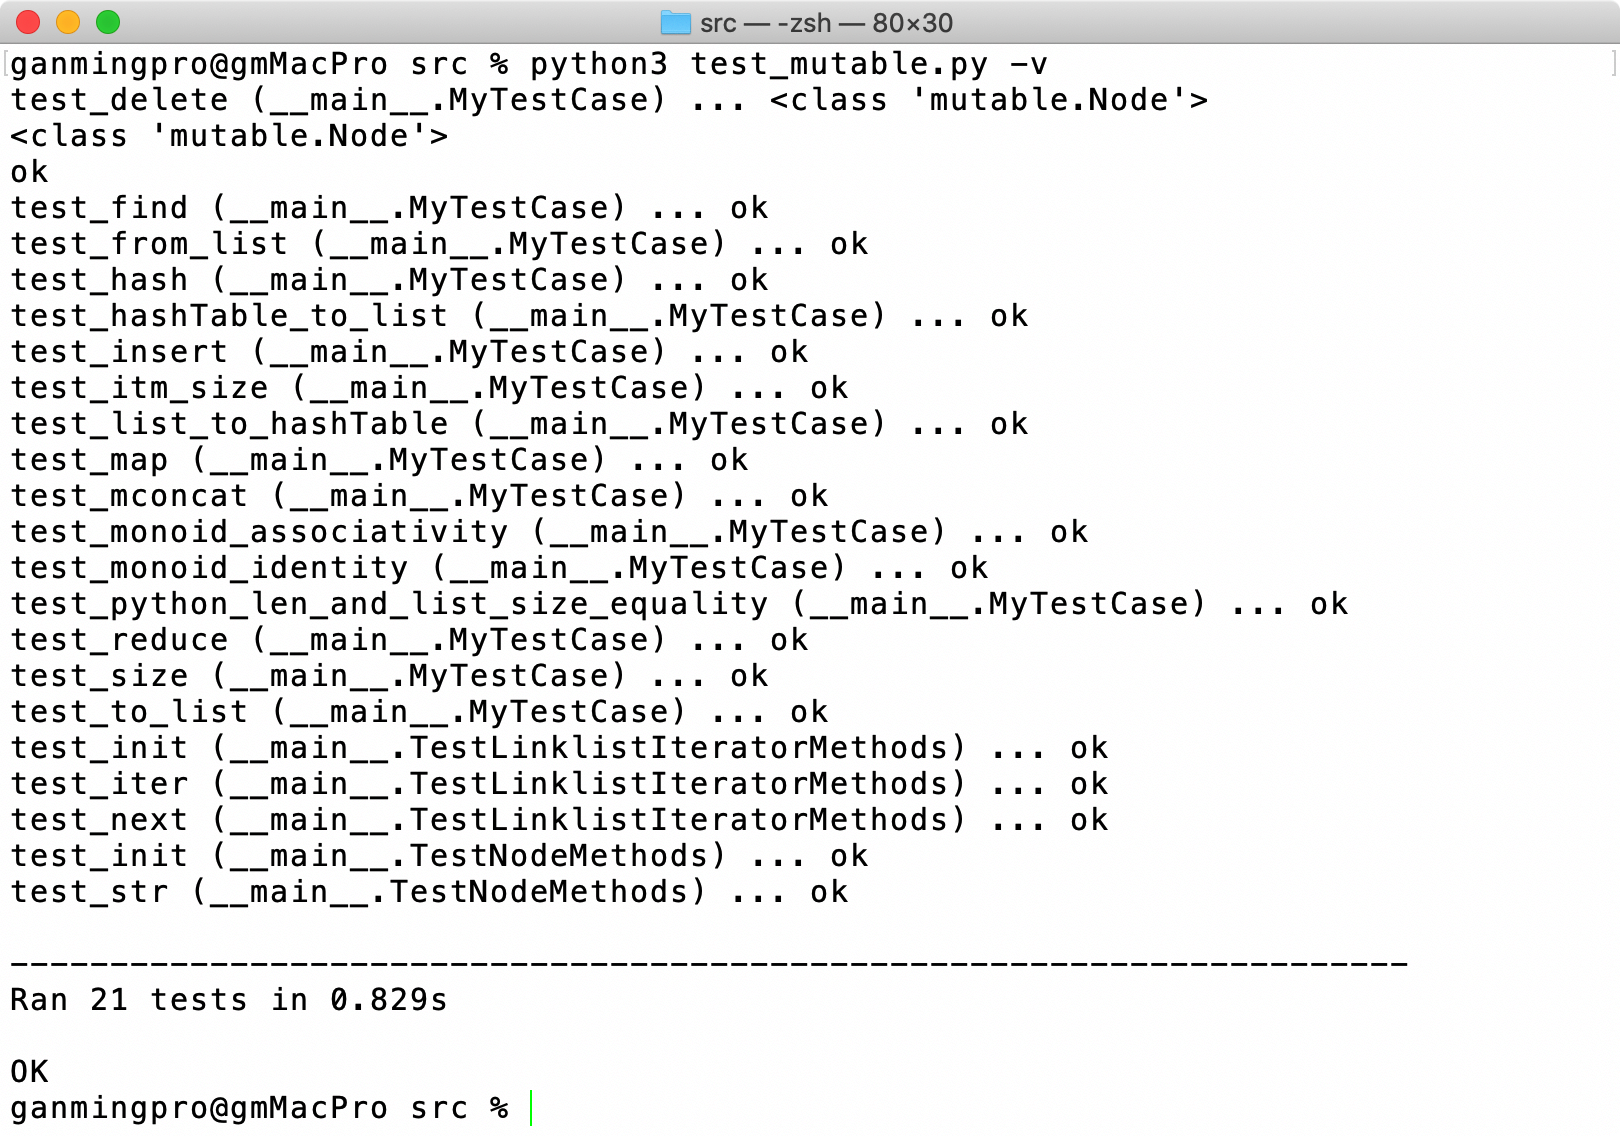 src — -zsh — 80×30
ganmingpro@gmMacPro src % python3 test_mutable.py -v
test_delete (__main__.MyTestCase) ... <class 'mutable.Node'>
<class 'mutable.Node'>
ok
test_find (__main__.MyTestCase) ... ok
test_from_list (__main__.MyTestCase) ... ok
test_hash (__main__.MyTestCase) ... ok
test_hashTable_to_list (__main__.MyTestCase) ... ok
test_insert (__main__.MyTestCase) ... ok
test_itm_size (__main__.MyTestCase) ... ok
test_list_to_hashTable (__main__.MyTestCase) ... ok
test_map (__main__.MyTestCase) ... ok
test_mconcat (__main__.MyTestCase) ... ok
test_monoid_associativity (__main__.MyTestCase) ... ok
test_monoid_identity (__main__.MyTestCase) ... ok
test_python_len_and_list_size_equality (__main__.MyTestCase) ... ok
test_reduce (__main__.MyTestCase) ... ok
test_size (__main__.MyTestCase) ... ok
test_to_list (__main__.MyTestCase) ... ok
test_init (__main__.TestLinklistIteratorMethods) ... ok
test_iter (__main__.TestLinklistIteratorMethods) ... ok
test_next (__main__.TestLinklistIteratorMethods) ... ok
test_init (__main__.TestNodeMethods) ... ok
test_str (__main__.TestNodeMethods) ... ok
----------------------------------------------------------------------
Ran 21 tests in 0.829s
OK
ganmingpro@gmMacPro src %